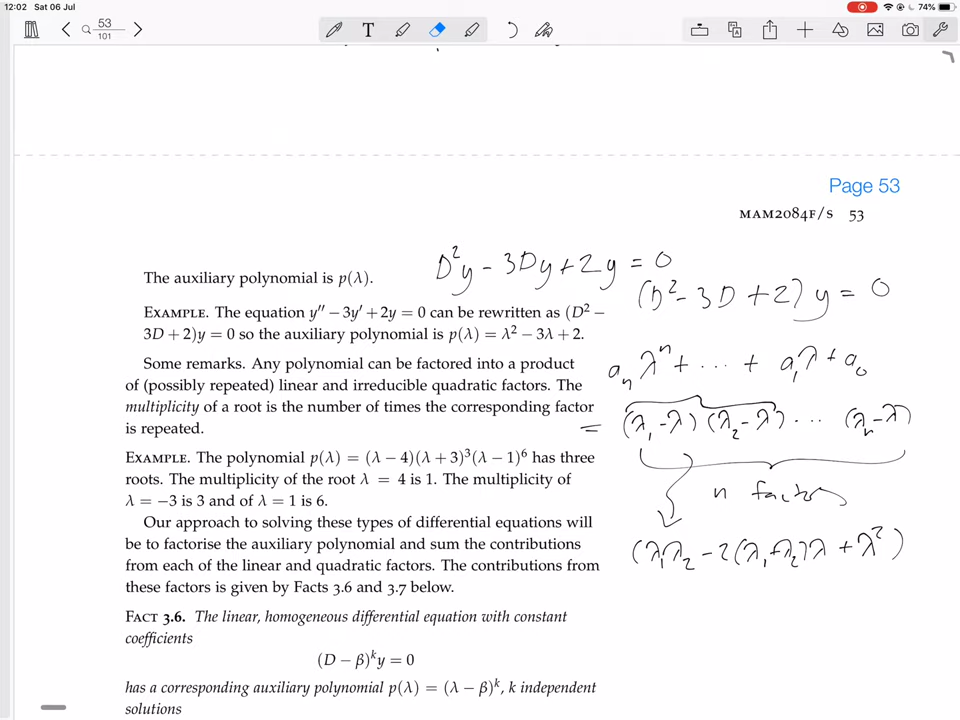 12:02 Sat 06 Jul
74%
53
101
T
Page 53
MAM2084F/S 53
The auxiliary polynomial is p(λ).
D²y - 3Dy + 2y = 0
(D² - 3D + 2) y = 0
EXAMPLE. The equation y″ − 3y′ + 2y = 0 can be rewritten as (D² −
3D + 2)y = 0 so the auxiliary polynomial is p(λ) = λ² − 3λ + 2.
Some remarks. Any polynomial can be factored into a product
of (possibly repeated) linear and irreducible quadratic factors. The
multiplicity of a root is the number of times the corresponding factor
is repeated.
aₙλⁿ + ... + a₁λ + a₀
= (λ₁ - λ)(λ₂ - λ) ... (λₙ - λ)
EXAMPLE. The polynomial p(λ) = (λ − 4)(λ + 3)³(λ − 1)⁶ has three
roots. The multiplicity of the root λ = 4 is 1. The multiplicity of
λ = −3 is 3 and of λ = 1 is 6.
n factors
Our approach to solving these types of differential equations will
be to factorise the auxiliary polynomial and sum the contributions
from each of the linear and quadratic factors. The contributions from
these factors is given by Facts 3.6 and 3.7 below.
(λ₁λ₂ - 2(λ₁+λ₂)λ + λ²)
FACT 3.6. The linear, homogeneous differential equation with constant
coefficients
(D − β)ᵏy = 0
has a corresponding auxiliary polynomial p(λ) = (λ − β)ᵏ, k independent
solutions